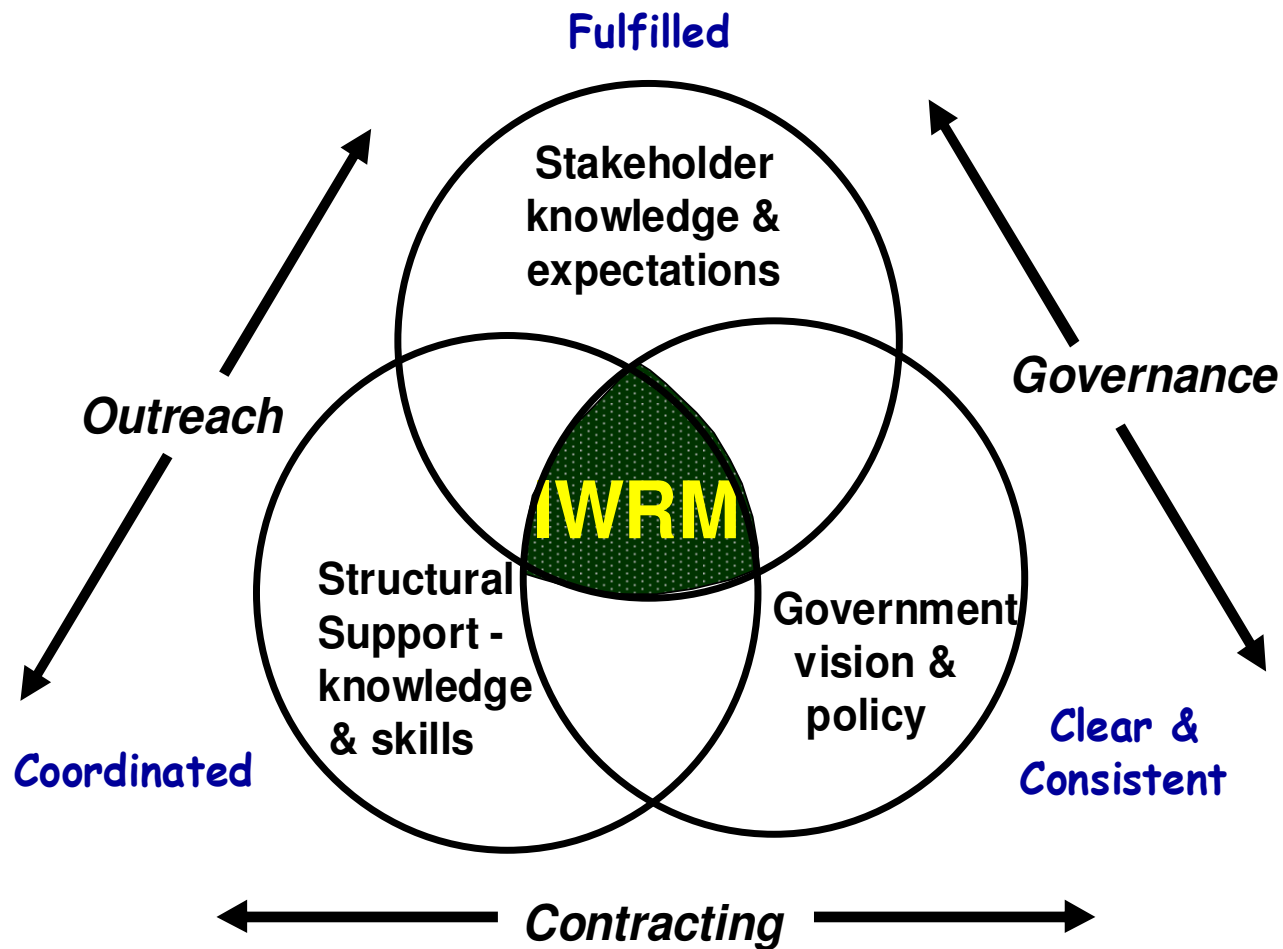 Fulfilled
Stakeholder
knowledge &
expectations
Governance
Outreach
IWRM
Structural
Support -
knowledge
& skills
Government
vision &
policy
Clear &
Consistent
Coordinated
Contracting